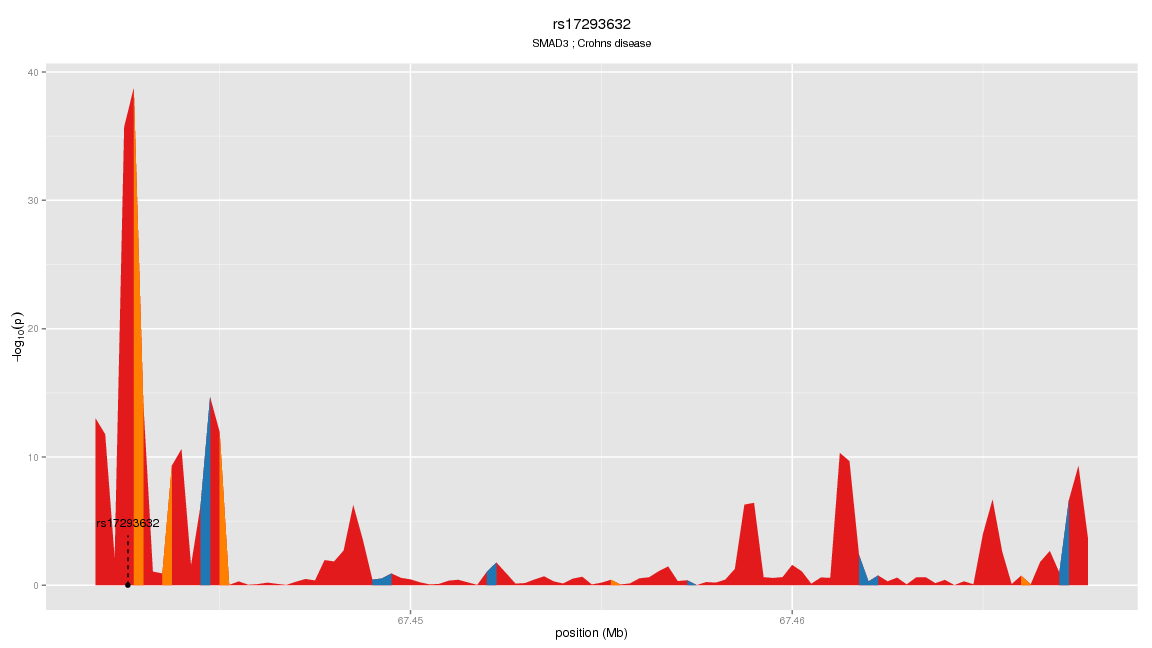 rs17293632
SMAD3 ; Crohns disease
40
30
20
10
0
−log10(p)
rs17293632
67.45
67.46
position (Mb)